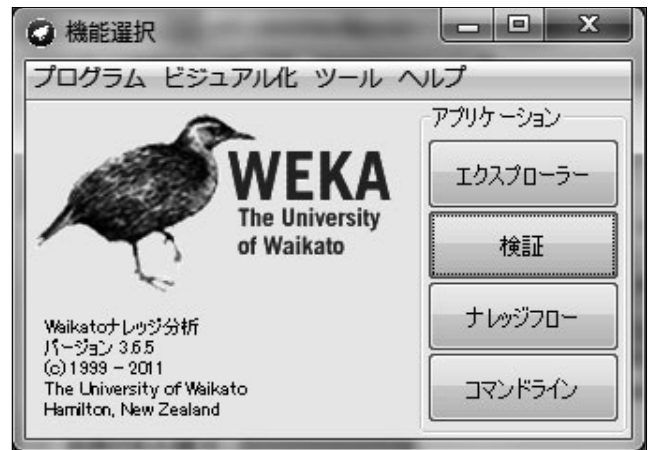 機能選択
プログラム ビジュアル化 ツール ヘルプ
WEKA
The University
of Waikato
Waikatoナレッジ分析
バージョン 3.6.5
(c) 1999 - 2011
The University of Waikato
Hamilton, New Zealand
アプリケーション
エクスプローラー
検証
ナレッジフロー
コマンドライン